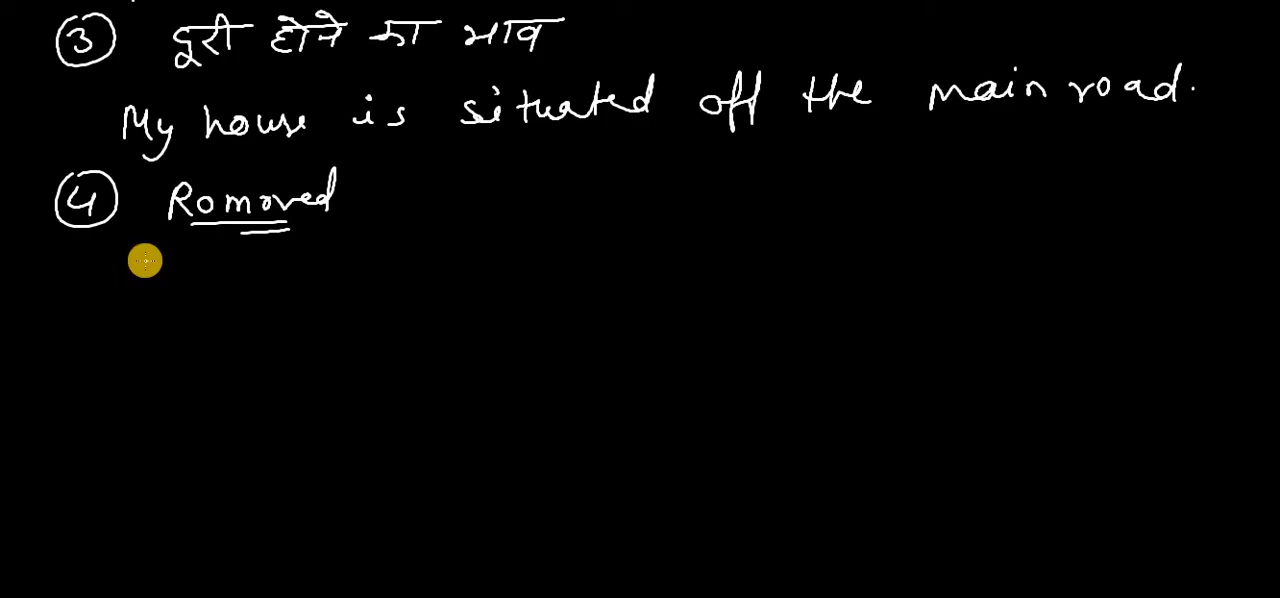 ③ दूरी होने का भाव
My house is situated off the main road.
④ Romoved